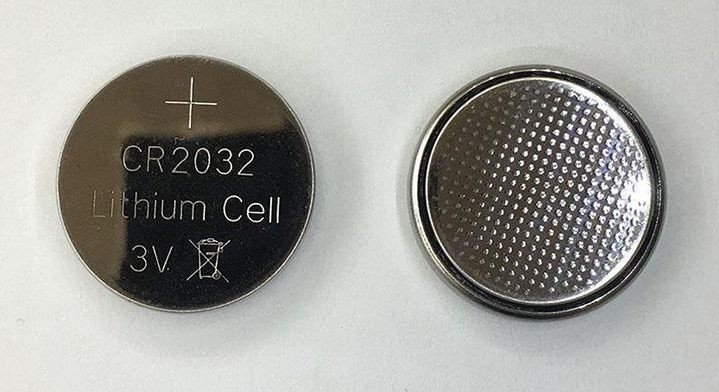 +
CR2032
Lithium Cell
3V